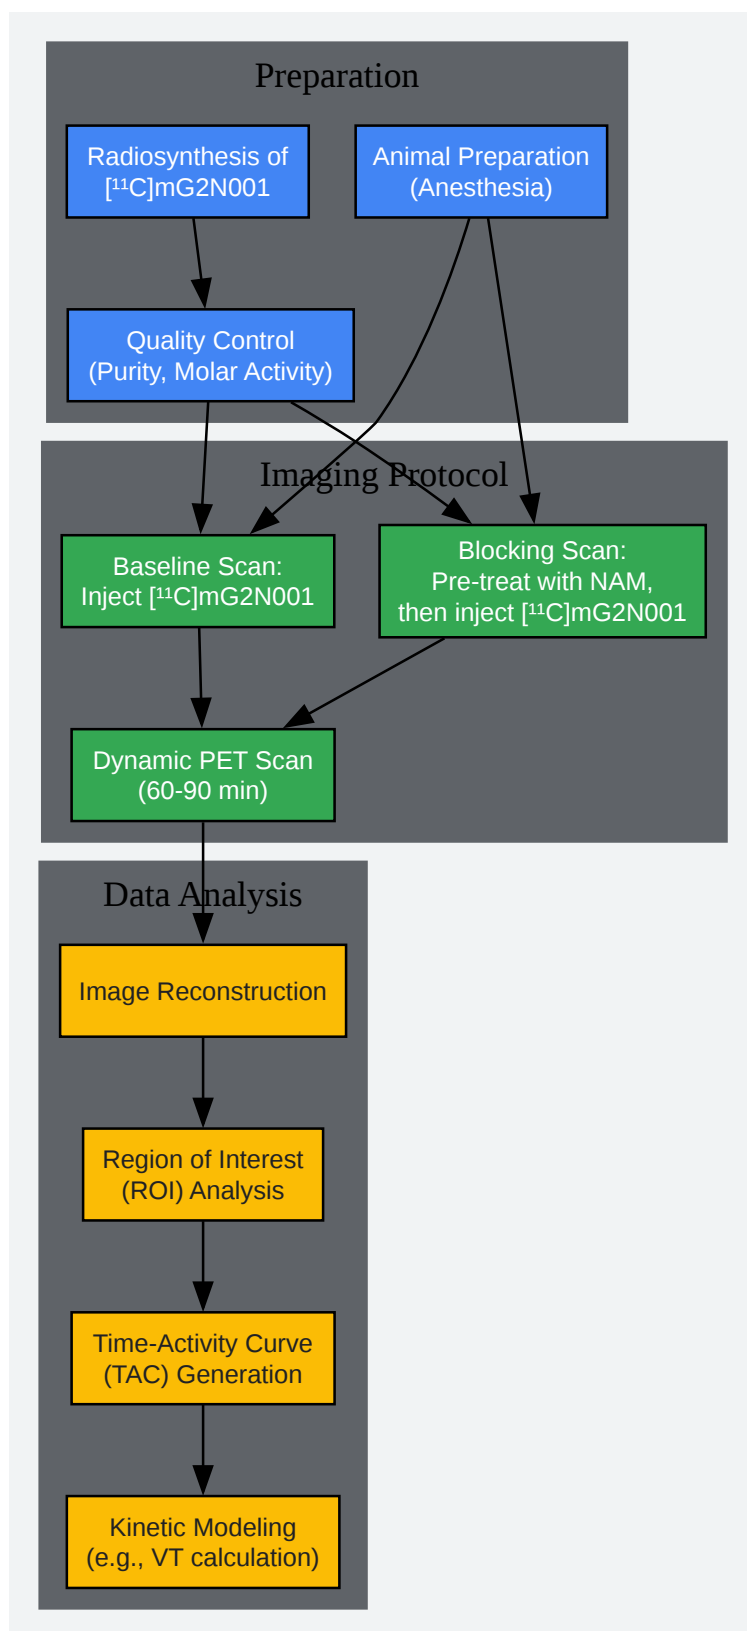 Preparation
Radiosynthesis of
[¹¹C]mG2N001
Animal Preparation
(Anesthesia)
Quality Control
(Purity, Molar Activity)
Imaging Protocol
Baseline Scan:
Inject [¹¹C]mG2N001
Blocking Scan:
Pre-treat with NAM,
then inject [¹¹C]mG2N001
Dynamic PET Scan
(60-90 min)
Data Analysis
Image Reconstruction
Region of Interest
(ROI) Analysis
Time-Activity Curve
(TAC) Generation
Kinetic Modeling
(e.g., VT calculation)